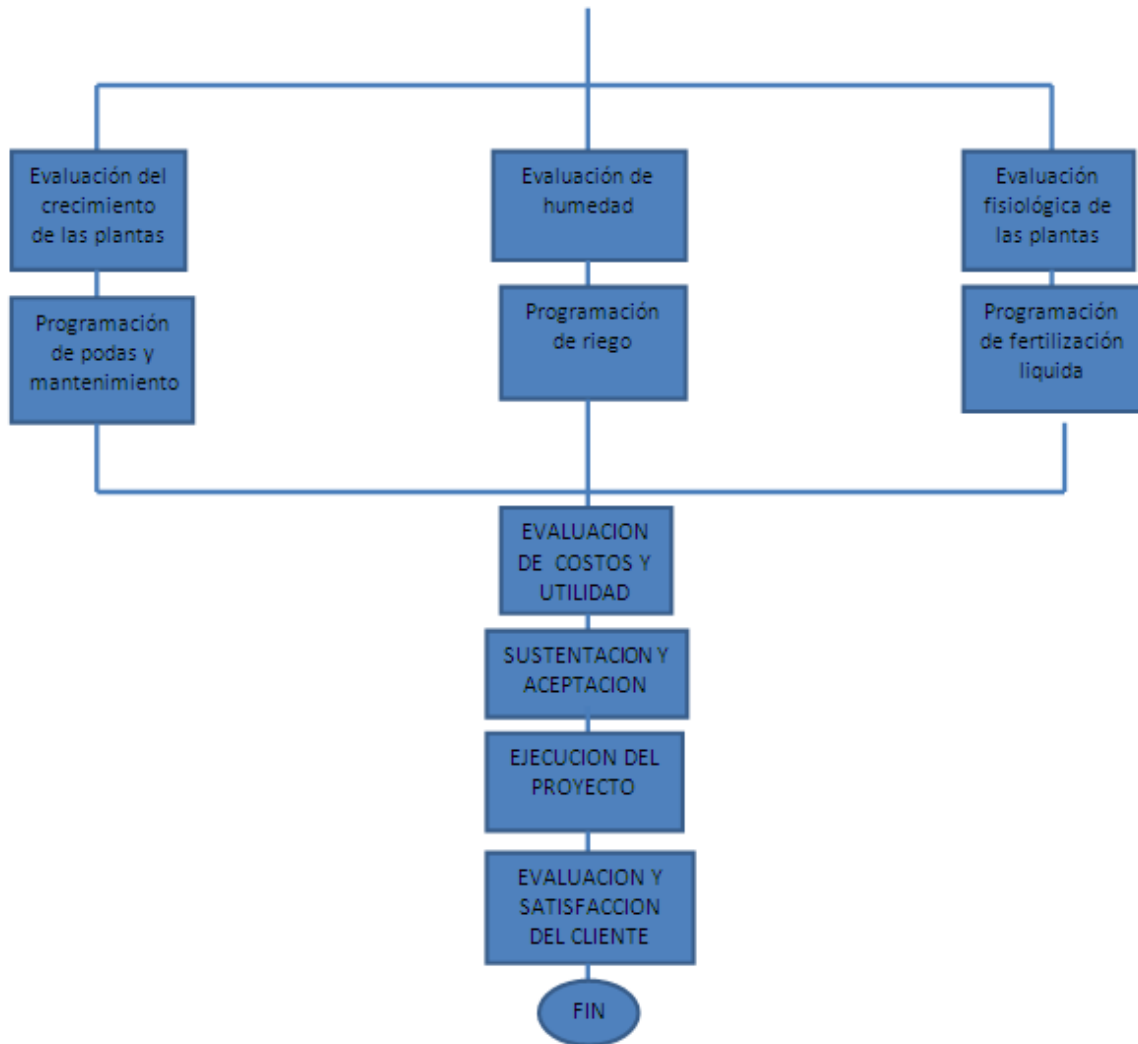 Evaluación del
crecimiento
de las plantas
Evaluación de
humedad
Evaluación
fisiológica de
las plantas
Programación
de podas y
mantenimiento
Programación
de riego
Programación
de fertilización
liquida
EVALUACION
DE COSTOS Y
UTILIDAD
SUSTENTACION Y
ACEPTACION
EJECUCION DEL
PROYECTO
EVALUACION Y
SATISFACCION
DEL CLIENTE
FIN